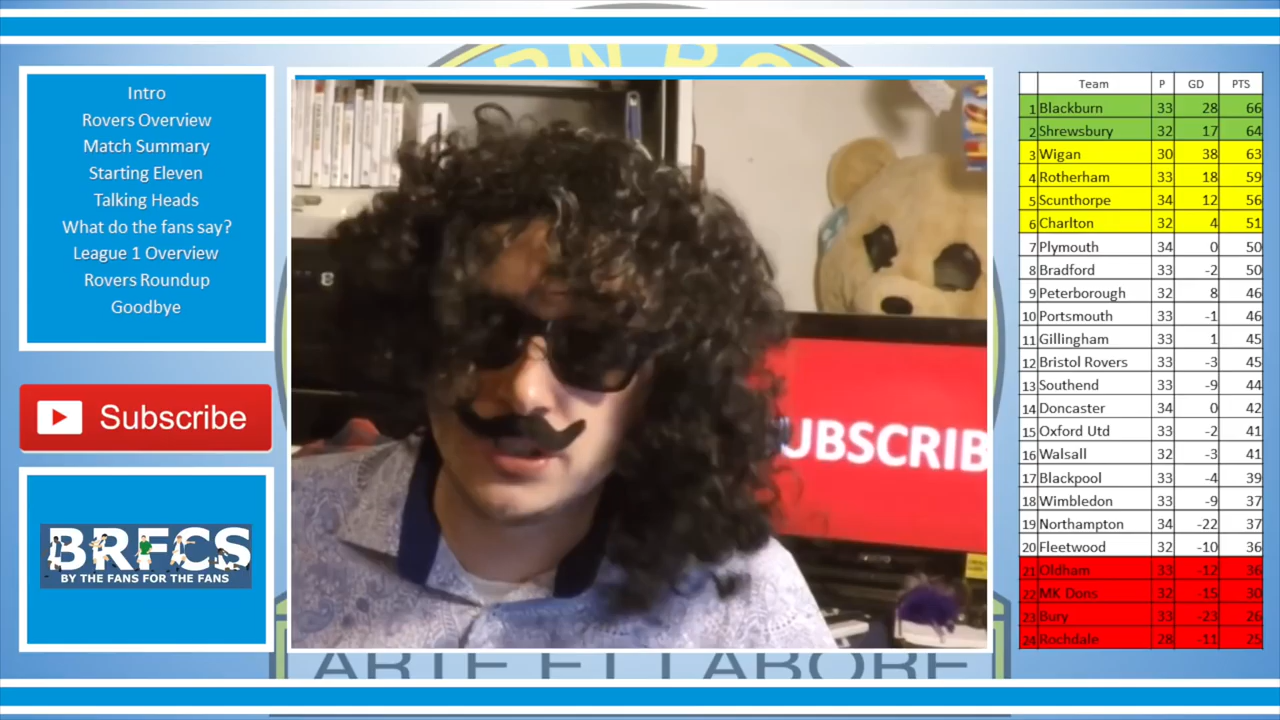 RN RO
Intro
Rovers Overview
Match Summary
Starting Eleven
Talking Heads
What do the fans say?
League 1 Overview
Rovers Roundup
Goodbye
Subscribe
BRFCS
BY THE FANS FOR THE FANS
UBSCRIB
ARTE ET LABORE
Team P GD PTS
1 Blackburn 33 28 66
2 Shrewsbury 32 17 64
3 Wigan 30 38 63
4 Rotherham 33 18 59
5 Scunthorpe 34 12 56
6 Charlton 32 4 51
7 Plymouth 34 0 50
8 Bradford 33 -2 50
9 Peterborough 32 8 46
10 Portsmouth 33 -1 46
11 Gillingham 33 1 45
12 Bristol Rovers 33 -3 45
13 Southend 33 -9 44
14 Doncaster 34 0 42
15 Oxford Utd 33 -2 41
16 Walsall 32 -3 41
17 Blackpool 33 -4 39
18 Wimbledon 33 -9 37
19 Northampton 34 -22 37
20 Fleetwood 32 -10 36
21 Oldham 33 -12 36
22 MK Dons 32 -15 30
23 Bury 33 -23 26
24 Rochdale 28 -11 25